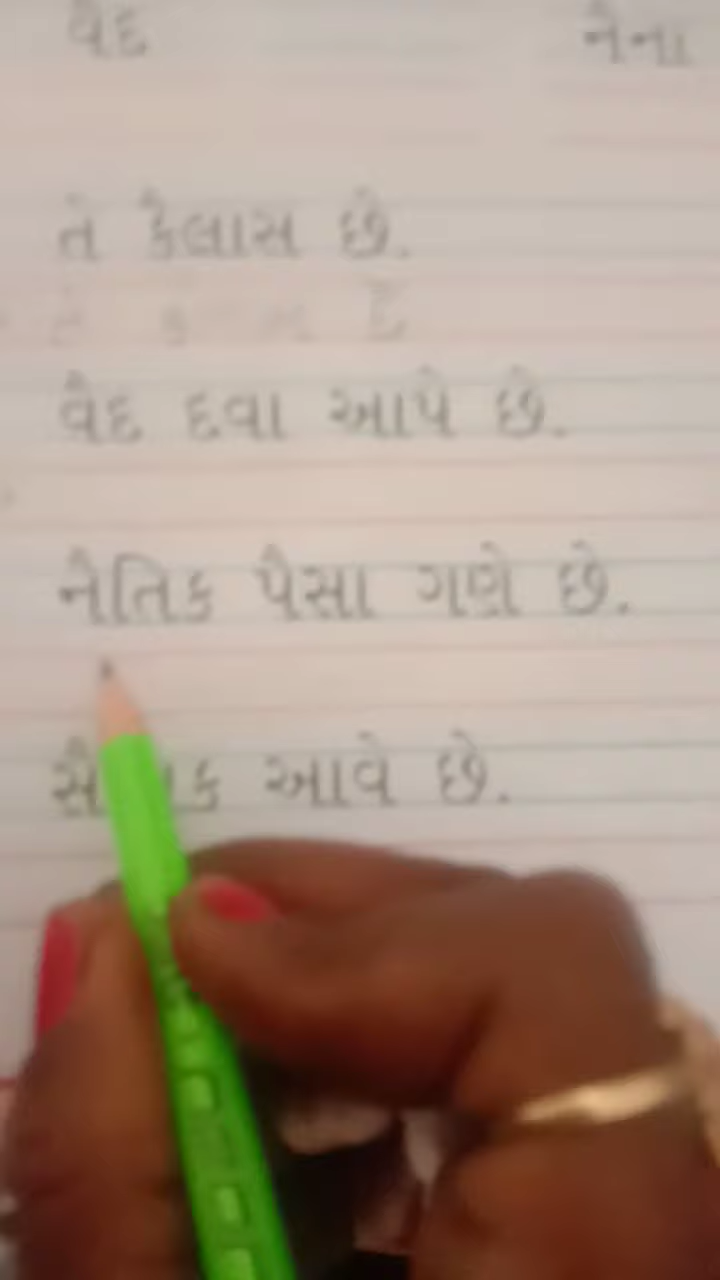 વૈદ નૈના
તે કૈલાસ છે.
વૈદ દવા આપે છે.
નૈતિક પૈસા ગણે છે.
આવે છે.